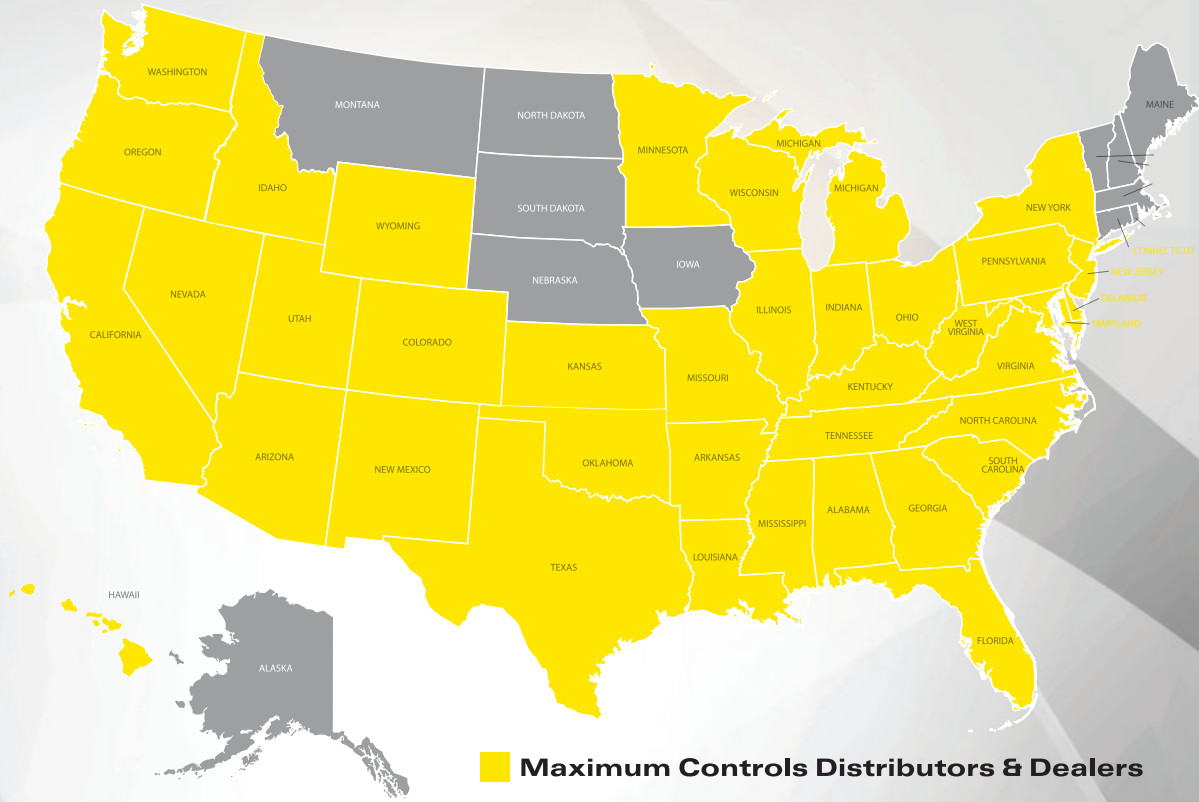 WASHINGTON
MONTANA
MAINE
NORTH DAKOTA
OREGON
MICHIGAN
MINNESOTA
IDAHO
MICHIGAN
WISCONSIN
SOUTH DAKOTA
NEW YORK
WYOMING
CONNECTICUT
PENNSYLVANIA
IOWA
NEW JERSEY
NEBRASKA
NEVADA
DELAWARE
ILLINOIS
INDIANA
OHIO
UTAH
WEST
VIRGINIA
MARYLAND
CALIFORNIA
COLORADO
KANSAS
VIRGINIA
MISSOURI
KENTUCKY
NORTH CAROLINA
TENNESSEE
ARIZONA
NEW MEXICO
OKLAHOMA
ARKANSAS
SOUTH
CAROLINA
MISSISSIPPI
ALABAMA
GEORGIA
LOUISIANA
TEXAS
HAWAII
FLORIDA
ALASKA
Maximum Controls Distributors & Dealers